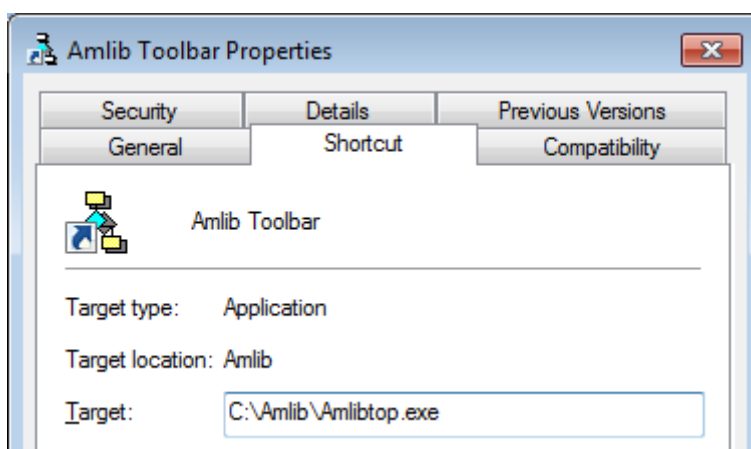 Amlib Toolbar Properties
Security Details Previous Versions
General Shortcut Compatibility
Amlib Toolbar
Target type: Application
Target location: Amlib
Target: C:\Amlib\Amlibtop.exe